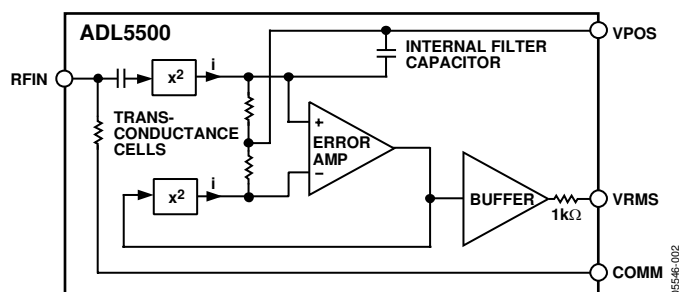 ADL5500
VPOS
INTERNAL FILTER
CAPACITOR
RFIN
x²
i
TRANS-
CONDUCTANCE
CELLS
+
ERROR
AMP
−
x²
i
BUFFER
1kΩ
VRMS
COMM
05546-002